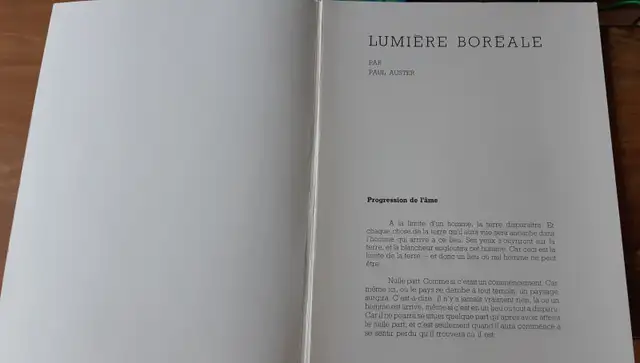 LUMIÈRE BORÉALE
PAR
PAUL AUSTER
Progression de l'âme
A la limite d'un homme, la terre disparaîtra. Et
chaque chose de la terre qu'il aura vue sera anéantie dans
l'homme qui arrive à ce lieu. Ses yeux s'ouvriront sur la
terre, et la blancheur engloutira cet homme. Car ceci est la
limite de la terre – et donc un lieu où nul homme ne peut
être.
Nulle part. Comme si c'était un commencement. Car
même ici, où le pays se dérobe à tout témoin, un paysage
surgira. C'est-à-dire: il n'y a jamais vraiment rien, là où un
homme est arrivé, même si c'est en un lieu où tout a disparu.
Car il ne pourra se situer quelque part qu'après avoir atteint
le nulle part, et c'est seulement quand il aura commencé à
se sentir perdu qu'il trouvera où il est.